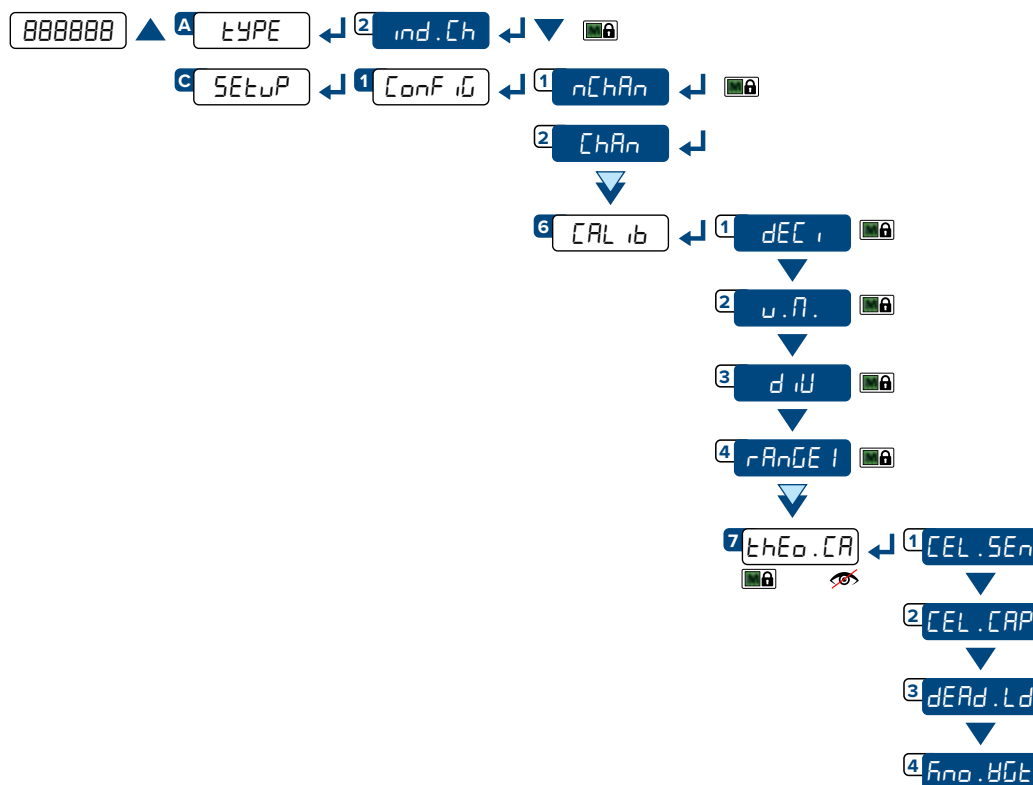 888888 A tYPE 2 ind.Ch M
C SEtuP 1 ConFiG 1 nChAn M
2 ChAn
6 CALib 1 dECi M
2 u.M. M
3 diU M
4 rAnGE1 M
7 thEo.CA 1 CEL.SEn
M
2 CEL.CAP
3 dEAd.Ld
4 kno.WGt